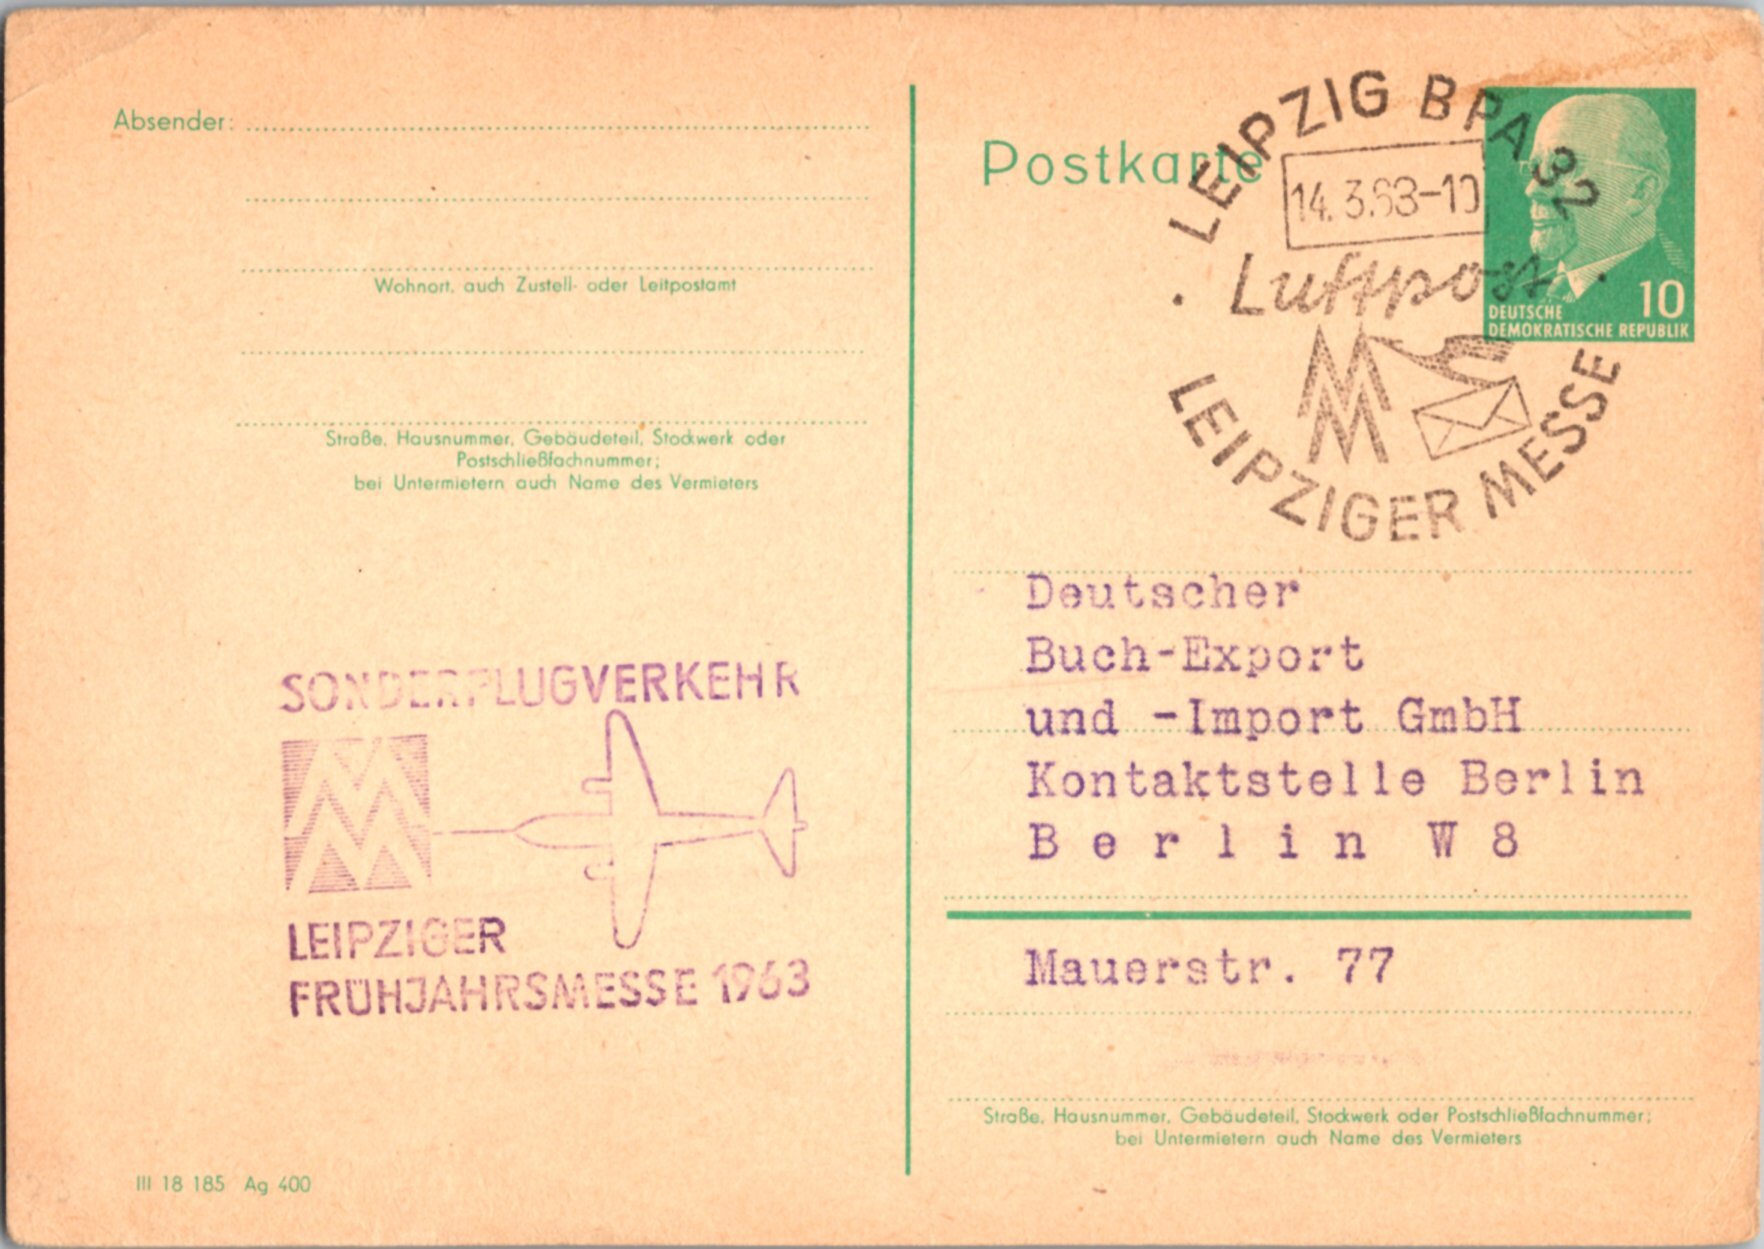 Absender:
Wohnort, auch Zustell- oder Leitpostamt
Straße, Hausnummer, Gebäudeteil, Stockwerk oder
Postschließfachnummer;
bei Untermietern auch Name des Vermieters
SONDERFLUGVERKEHR
LEIPZIGER
FRÜHJAHRSMESSE 1963
III 18 185 Ag 400
Postkarte
LEIPZIG BPA 32
14. 3.63-10
Luftpost
MM
LEIPZIGER MESSE
10
DEUTSCHE
DEMOKRATISCHE REPUBLIK
Deutscher
Buch-Export
und -Import GmbH
Kontaktstelle Berlin
Berlin W 8
Mauerstr. 77
Straße, Hausnummer, Gebäudeteil, Stockwerk oder Postschließfachnummer;
bei Untermietern auch Name des Vermieters